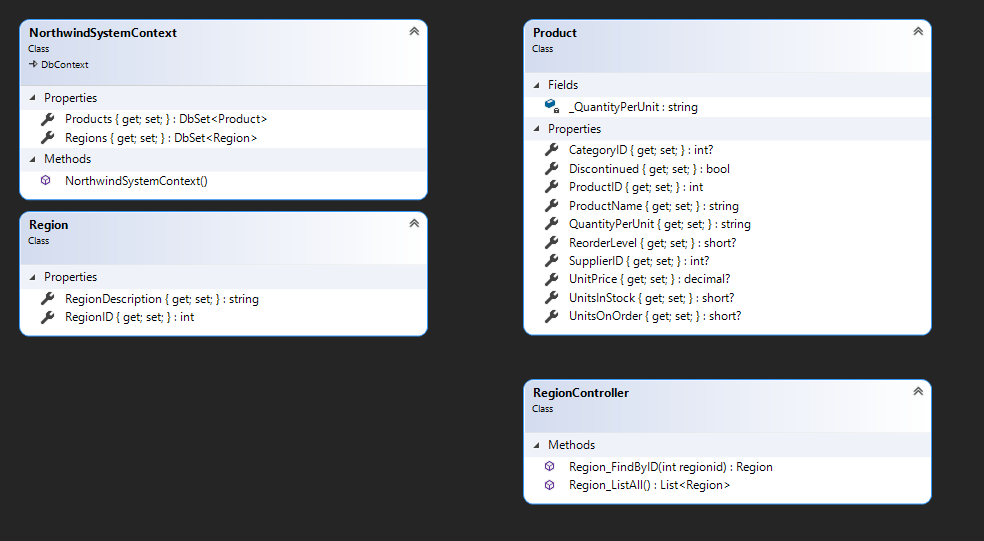 NorthwindSystemContext
Class
DbContext
Properties
Products { get; set; } : DbSet<Product>
Regions { get; set; } : DbSet<Region>
Methods
NorthwindSystemContext()
Region
Class
Properties
RegionDescription { get; set; } : string
RegionID { get; set; } : int
Product
Class
Fields
_QuantityPerUnit : string
Properties
CategoryID { get; set; } : int?
Discontinued { get; set; } : bool
ProductID { get; set; } : int
ProductName { get; set; } : string
QuantityPerUnit { get; set; } : string
ReorderLevel { get; set; } : short?
SupplierID { get; set; } : int?
UnitPrice { get; set; } : decimal?
UnitsInStock { get; set; } : short?
UnitsOnOrder { get; set; } : short?
RegionController
Class
Methods
Region_FindByID(int regionid) : Region
Region_ListAll() : List<Region>